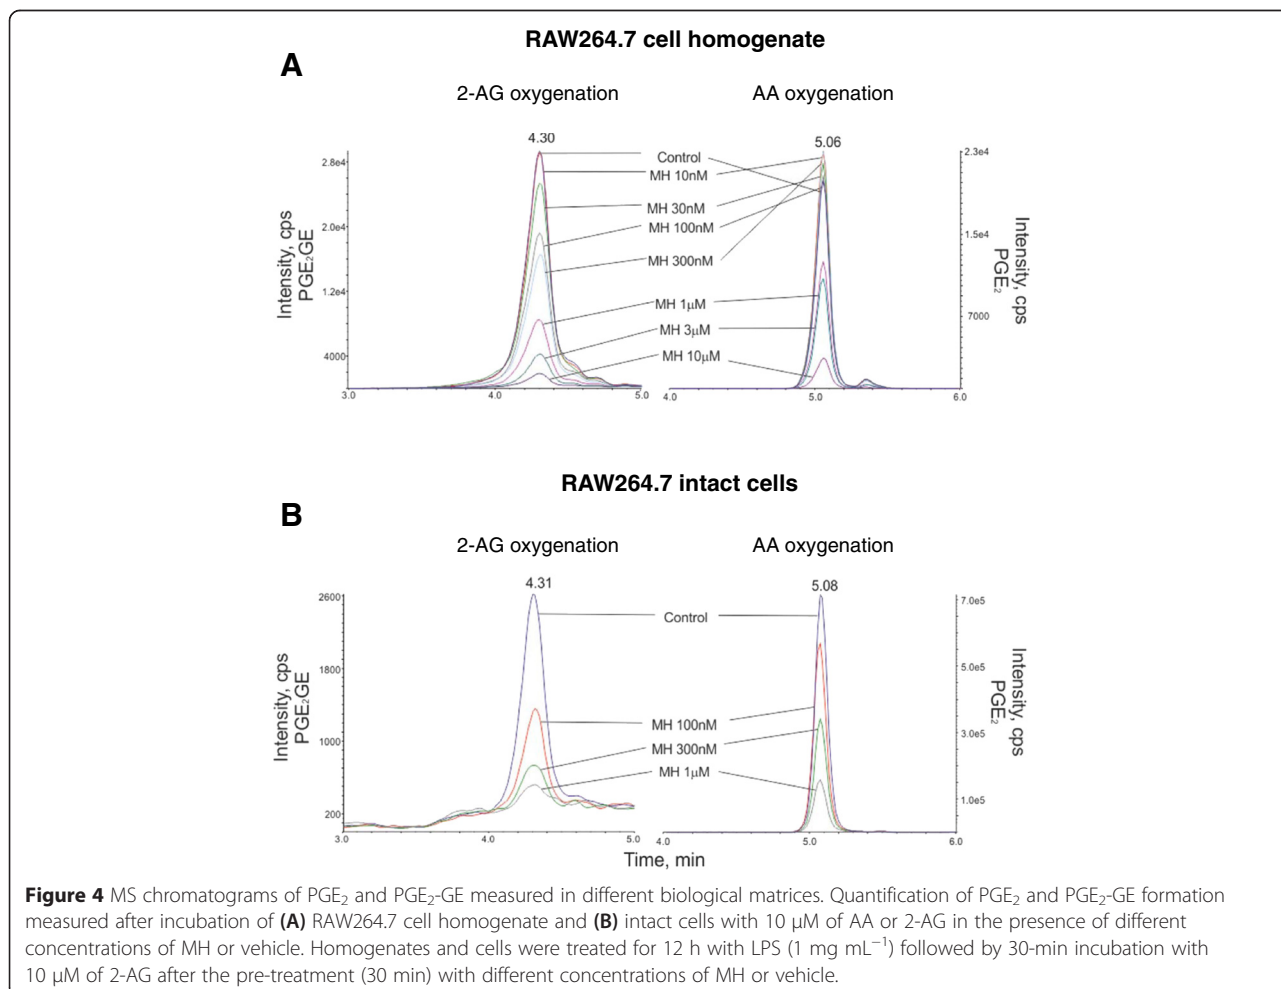 RAW264.7 cell homogenate
A
2-AG oxygenation
AA oxygenation
4.30
5.06
Control
MH 10nM
MH 30nM
MH 100nM
MH 300nM
MH 1µM
MH 3µM
MH 10µM
2.8e4
2.0e4
1.2e4
4000
Intensity, cps
PGE₂GE
3.0
4.0
5.0
4.0
5.0
6.0
2.3e4
1.5e4
7000
Intensity, cps
PGE₂
RAW264.7 intact cells
B
2-AG oxygenation
AA oxygenation
4.31
5.08
Control
MH 100nM
MH 300nM
MH 1µM
2600
1800
1000
200
Intensity, cps
PGE₂GE
3.0
4.0
5.0
4.0
5.0
6.0
7.0e5
5.0e5
3.0e5
1.0e5
Intensity, cps
PGE₂
Time, min
Figure 4 MS chromatograms of PGE₂ and PGE₂-GE measured in different biological matrices. Quantification of PGE₂ and PGE₂-GE formation
measured after incubation of (A) RAW264.7 cell homogenate and (B) intact cells with 10 µM of AA or 2-AG in the presence of different
concentrations of MH or vehicle. Homogenates and cells were treated for 12 h with LPS (1 mg mL⁻¹) followed by 30-min incubation with
10 µM of 2-AG after the pre-treatment (30 min) with different concentrations of MH or vehicle.